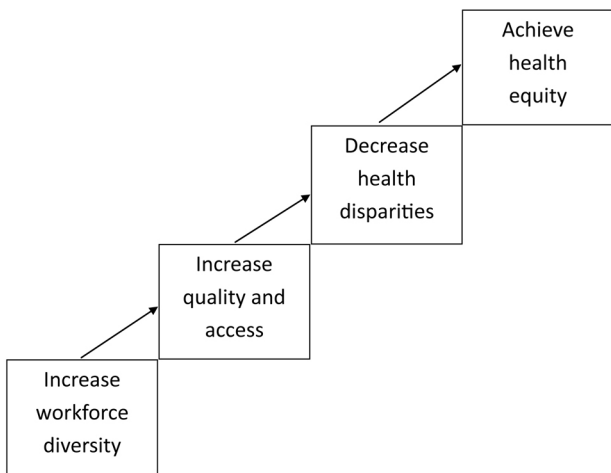 Achieve
health
equity
Decrease
health
disparities
Increase
quality and
access
Increase
workforce
diversity